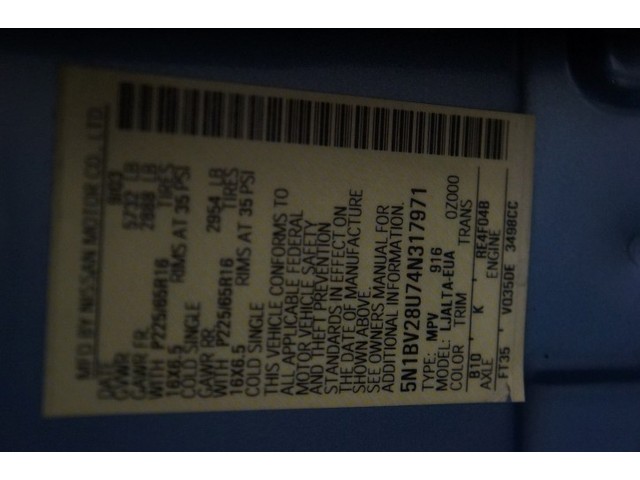 MFD BY NISSAN MOTOR CO., LTD.
DATE
GVWR 5732 LB
GAWR FR 2888 LB
WITH P225/65R16 TIRES
16X6.5 RIMS AT 35 PSI
COLD SINGLE
GAWR RR 2954 LB
WITH P225/65R16 TIRES
16X6.5 RIMS AT 35 PSI
COLD SINGLE
THIS VEHICLE CONFORMS TO
ALL APPLICABLE FEDERAL
MOTOR VEHICLE SAFETY
AND THEFT PREVENTION
STANDARDS IN EFFECT ON
THE DATE OF MANUFACTURE
SHOWN ABOVE.
SEE OWNERS MANUAL FOR
ADDITIONAL INFORMATION.
5N1BV28U74N317971
TYPE: MPV 916
MODEL: LJALTA-EUA
COLOR TRIM TRANS 0Z000
B10 , K , RE4F04B
AXLE ENGINE
FT35 VQ35DE 3498CC